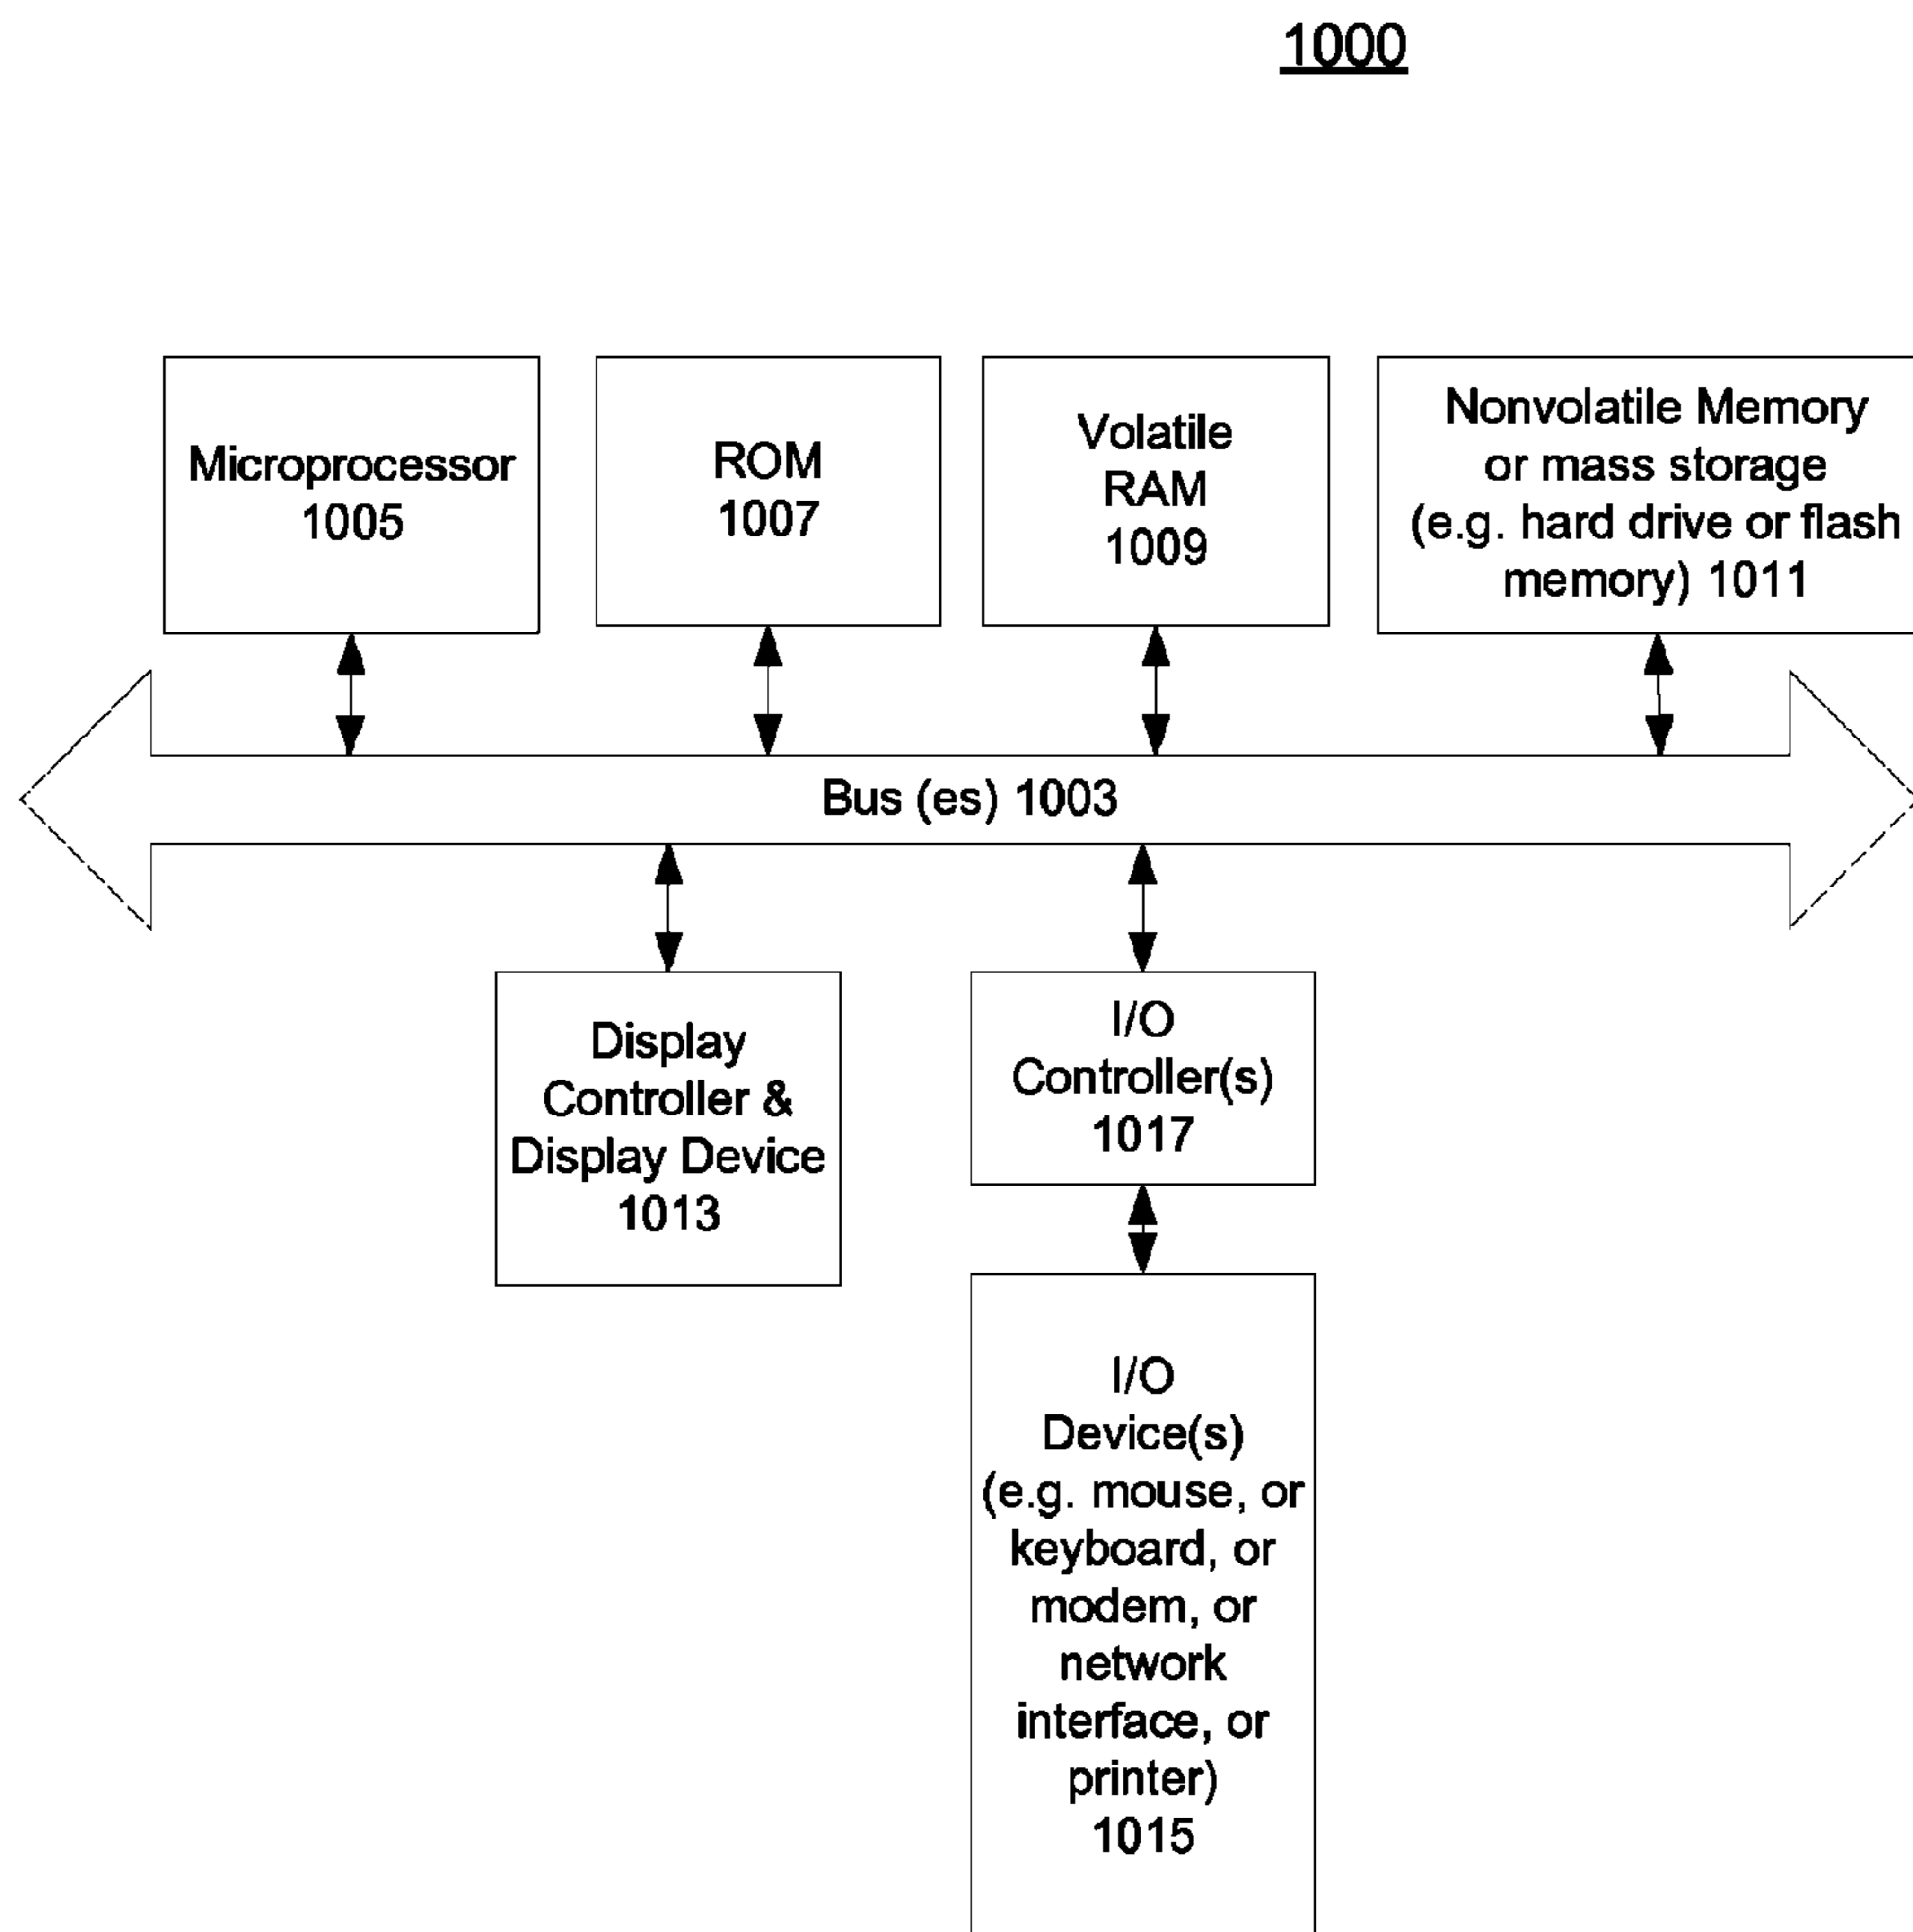 1000
Microprocessor
1005
ROM
1007
Volatile
RAM
1009
Nonvolatile Memory
or mass storage
(e.g. hard drive or flash
memory) 1011
Bus (es) 1003
Display
Controller &
Display Device
1013
I/O
Controller(s)
1017
I/O
Device(s)
(e.g. mouse, or
keyboard, or
modem, or
network
interface, or
printer)
1015